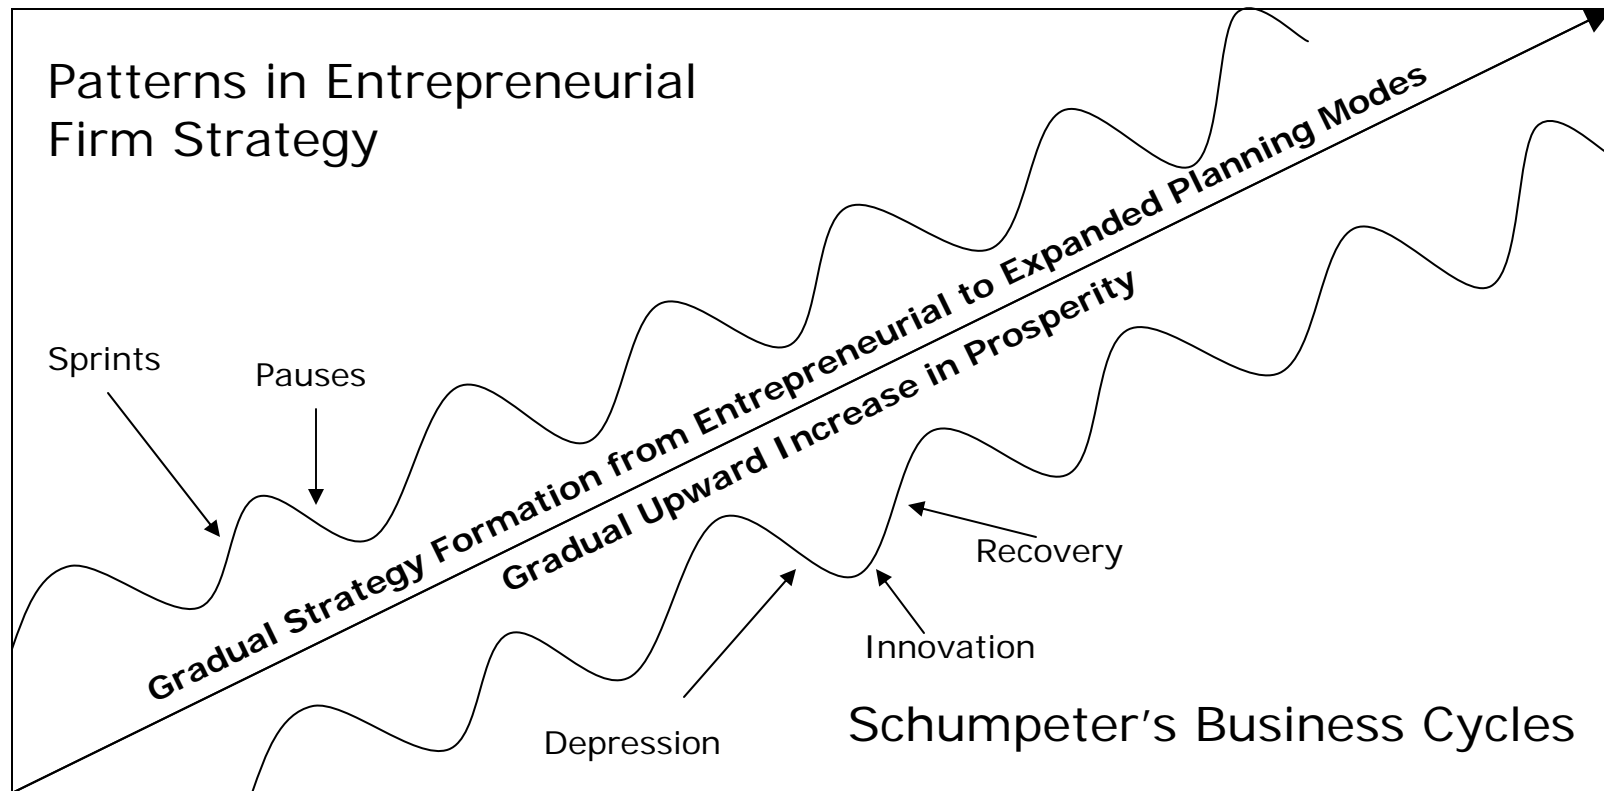 Patterns in Entrepreneurial
Firm Strategy
Sprints
Pauses
Gradual Strategy Formation from Entrepreneurial to Expanded Planning Modes
Gradual Upward Increase in Prosperity
Recovery
Innovation
Depression
Schumpeter's Business Cycles